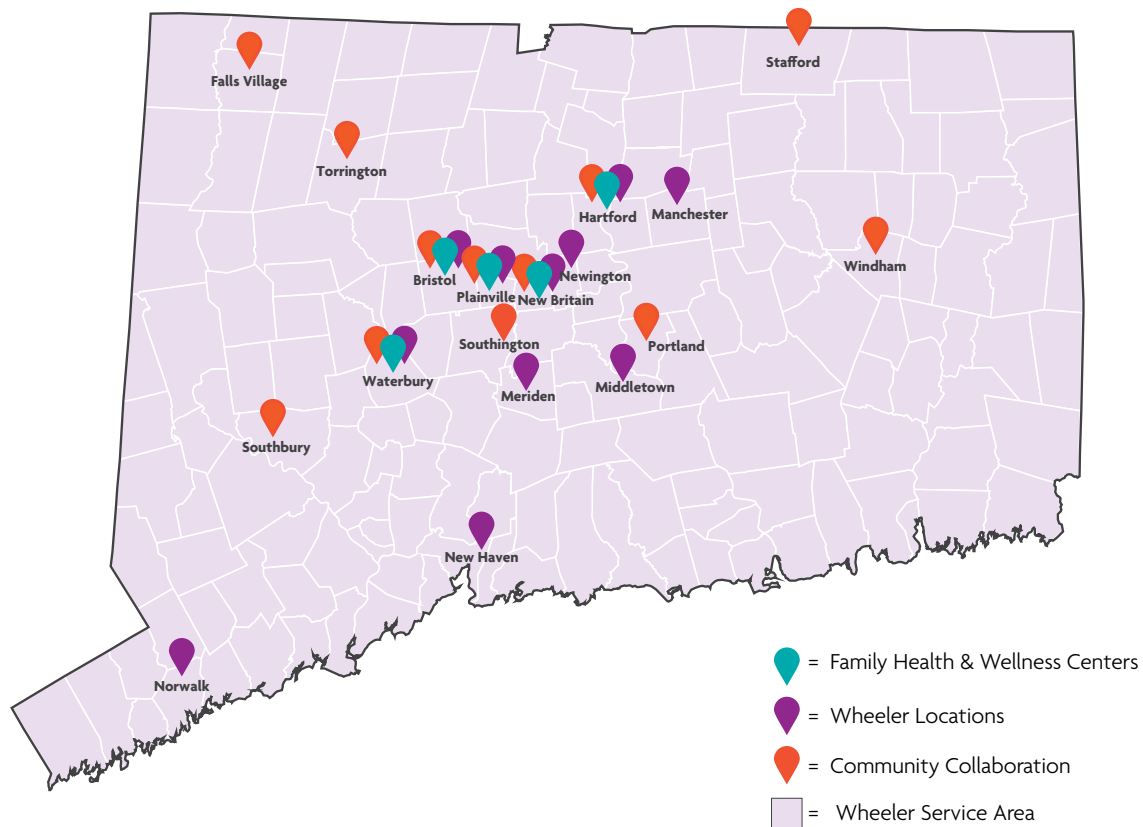 Stafford
Falls Village
Torrington
Hartford
Manchester
Windham
Bristol
Newington
Plainville
New Britain
Southington
Portland
Waterbury
Meriden
Middletown
Southbury
New Haven
Norwalk
= Family Health & Wellness Centers
= Wheeler Locations
= Community Collaboration
= Wheeler Service Area